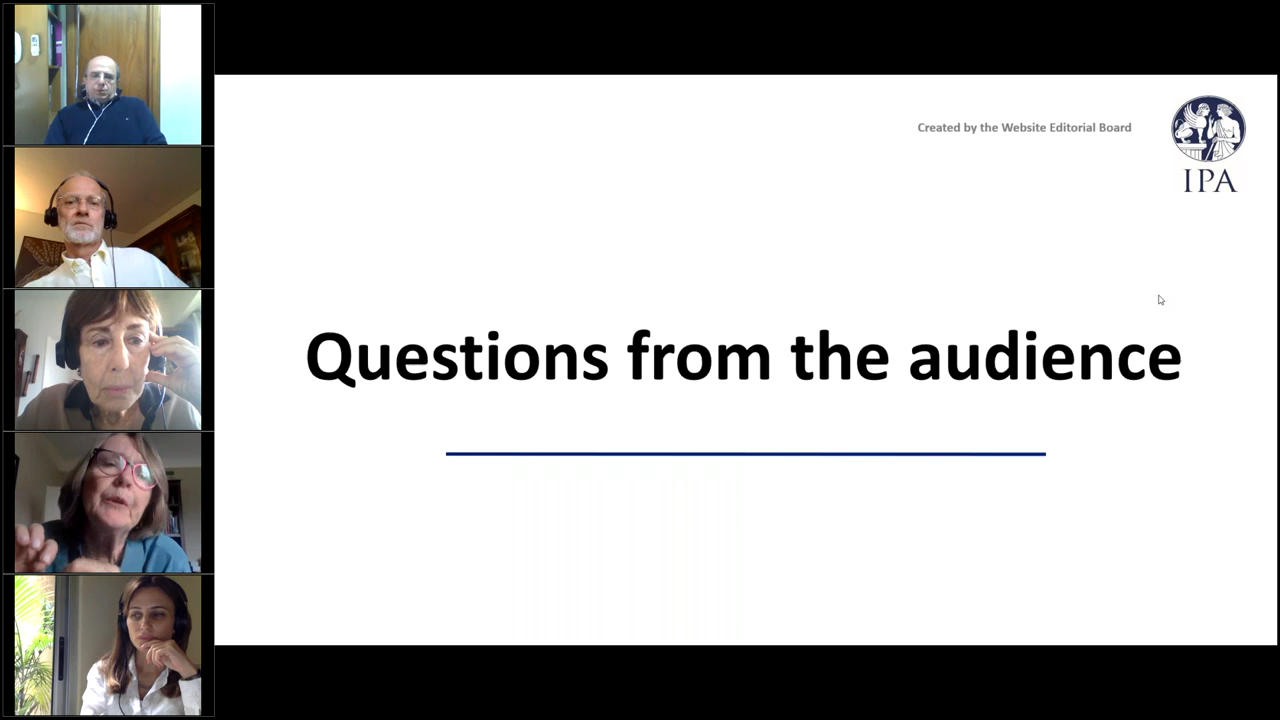 Created by the Website Editorial Board
IPA
Questions from the audience